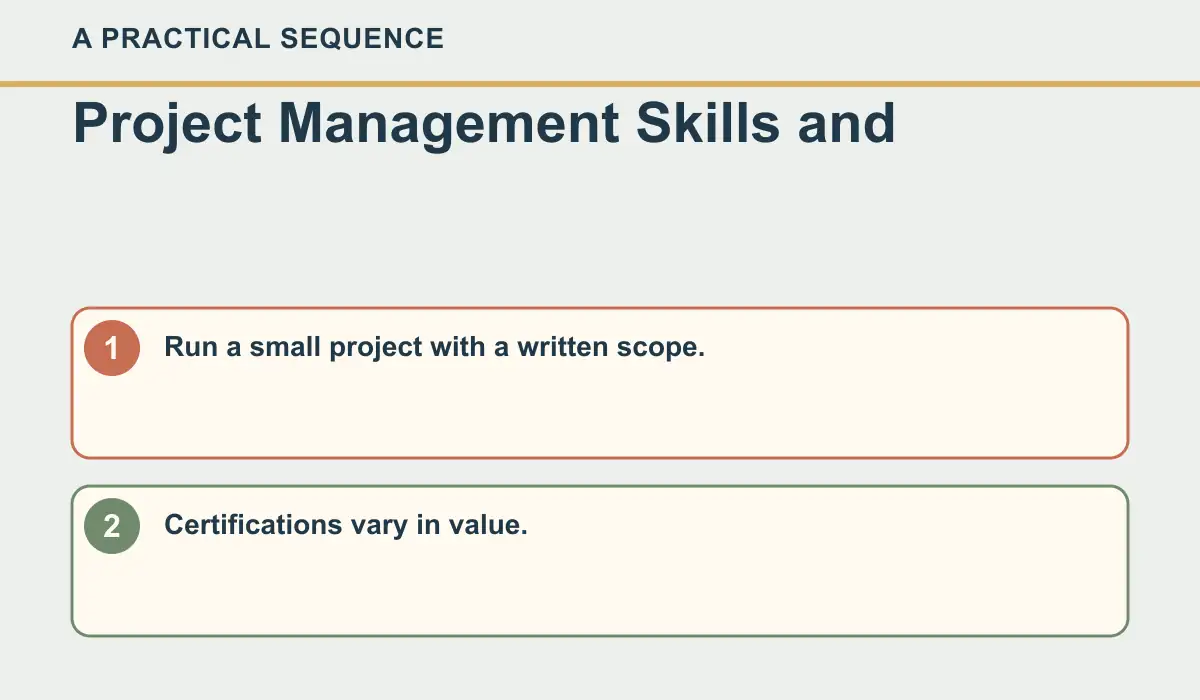 A PRACTICAL SEQUENCE
Project Management Skills and
1
Run a small project with a written scope.
2
Certifications vary in value.